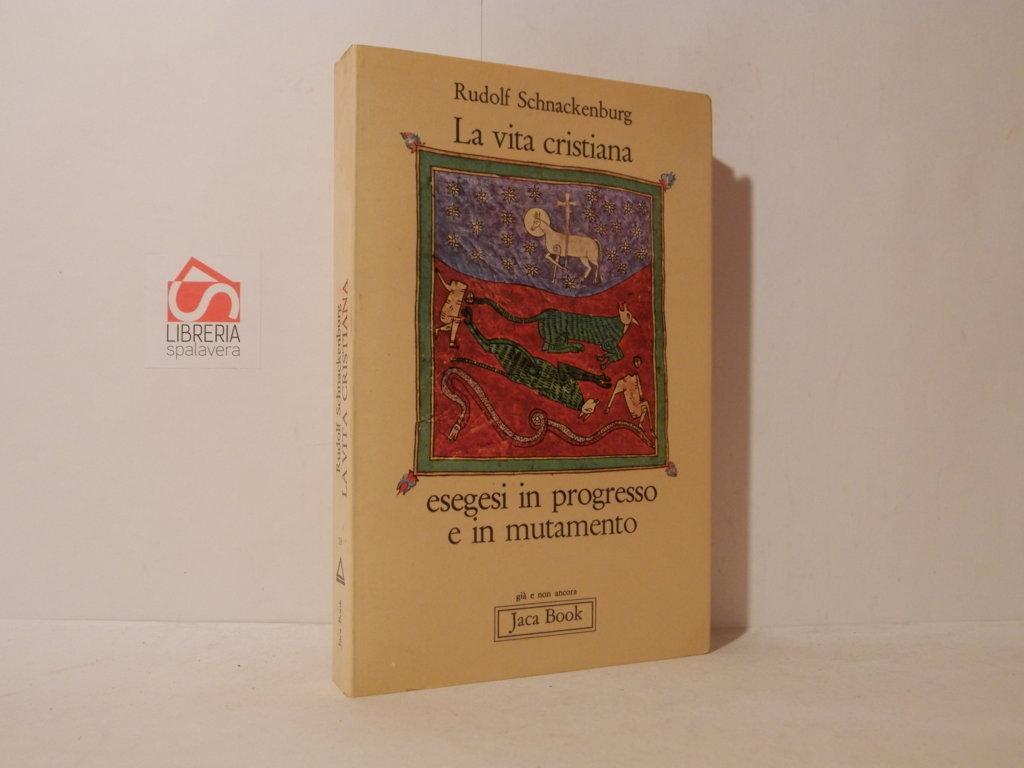 Rudolf Schnackenburg
La vita cristiana
esegesi in progresso
e in mutamento
già e non ancora
Jaca Book
Rudolf Schnackenburg
LA VITA CRISTIANA
Jaca Book
LIBRERIA
spalavera